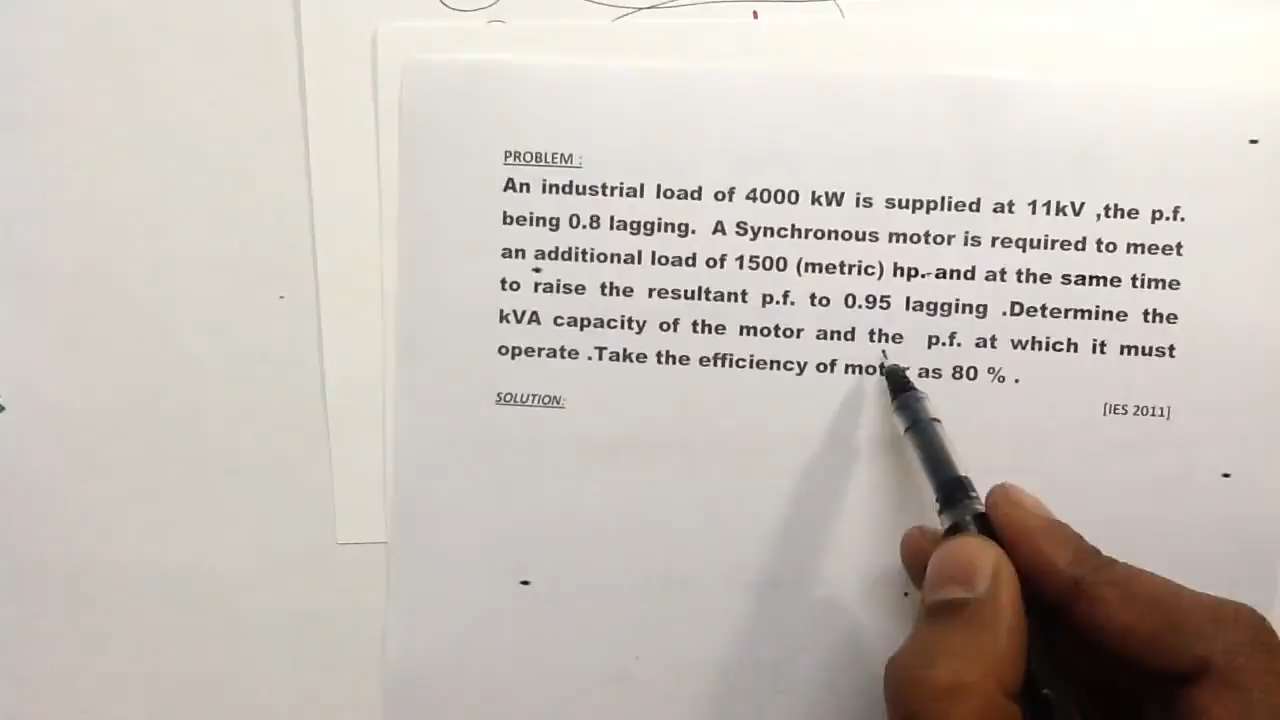 PROBLEM :
An industrial load of 4000 kW is supplied at 11kV ,the p.f.
being 0.8 lagging. A Synchronous motor is required to meet
an additional load of 1500 (metric) hp. and at the same time
to raise the resultant p.f. to 0.95 lagging .Determine the
kVA capacity of the motor and the p.f. at which it must
operate .Take the efficiency of motor as 80 % .
SOLUTION:
[IES 2011]